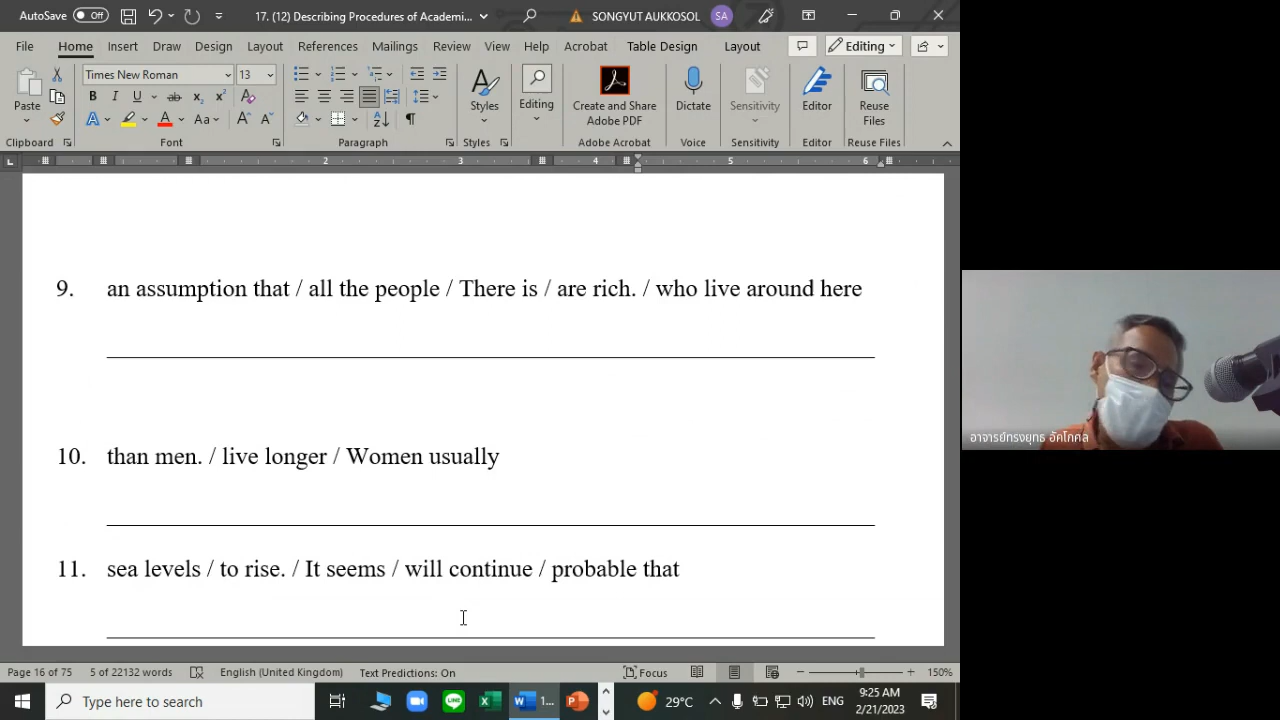 AutoSave Off 17. (12) Describing Procedures of Academi... SONGYUT AUKKOSOL SA
File Home Insert Draw Design Layout References Mailings Review View Help Acrobat Table Design Layout Editing
Times New Roman 13
Paste Styles Editing Create and Share Adobe PDF Dictate Sensitivity Editor Reuse Files
Clipboard Font Paragraph Styles Adobe Acrobat Voice Sensitivity Editor Reuse Files
2 3 4 5 6
9. an assumption that / all the people / There is / are rich. / who live around here
10. than men. / live longer / Women usually
11. sea levels / to rise. / It seems / will continue / probable that
อาจารย์ทรงยุทธ อัคโกศล
Page 16 of 75 5 of 22132 words English (United Kingdom) Text Predictions: On Focus 150%
Type here to search 1... 29°C ENG 9:25 AM
2/21/2023